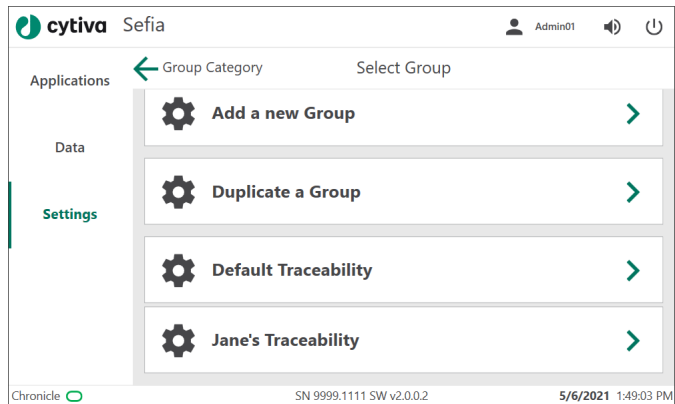 cytiva Sefia Admin01
Group Category Select Group
Applications
Add a new Group
Data
Duplicate a Group
Settings
Default Traceability
Jane's Traceability
Chronicle SN 9999.1111 SW v2.0.0.2 5/6/2021 1:49:03 PM